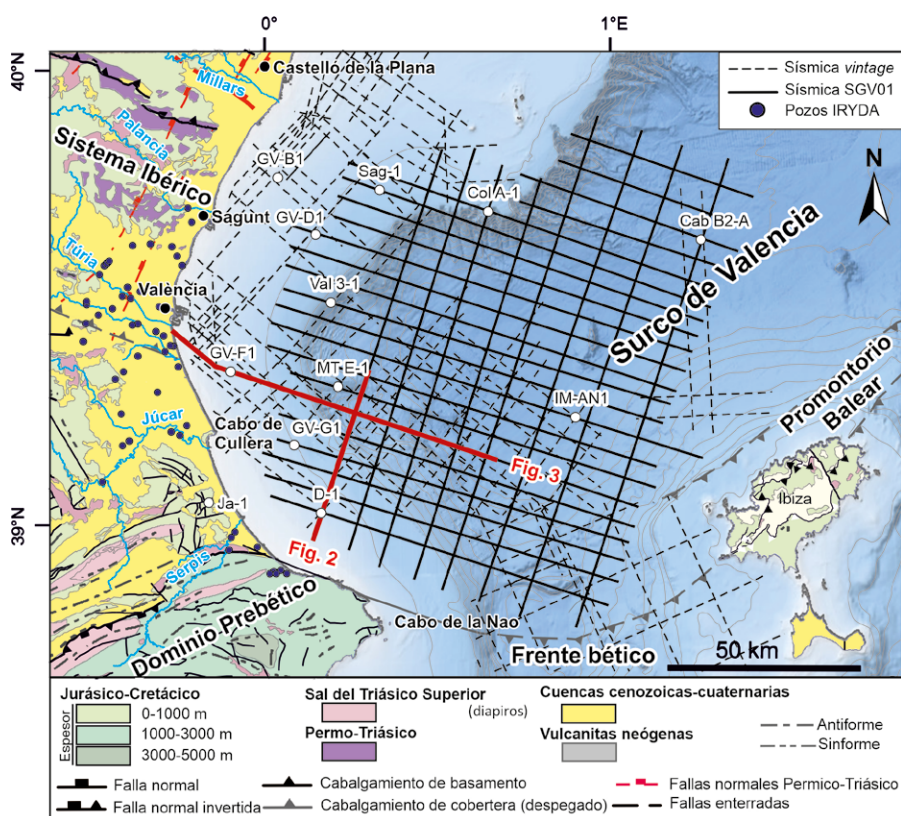 0°
1°E
40°N
Castelló de la Plana
Millars
Palancia
Sistema Ibérico
Sagunt
Túria
València
Júcar
Cabo de
Cullera
Serpis
Dominio Prebético
39°N
GV-B1
Sag-1
GV-D1
Col A-1
Cab B2-A
Val 3-1
GV-F1
MT E-1
IM-AN1
GV-G1
D-1
Ja-1
Fig. 3
Fig. 2
Surco de Valencia
Promontorio
Balear
Ibiza
Cabo de la Nao
Frente bético
50 km
N
Sísmica vintage
Sísmica SGV01
Pozos IRYDA
Jurásico-Cretácico
Espesor
0-1000 m
1000-3000 m
3000-5000 m
Sal del Triásico Superior
(diapiros)
Permo-Triásico
Cuencas cenozoicas-cuaternarias
Vulcanitas neógenas
Antiforme
Sinforme
Falla normal
Falla normal invertida
Cabalgamiento de basamento
Cabalgamiento de cobertera (despegado)
Fallas normales Permico-Triásico
Fallas enterradas